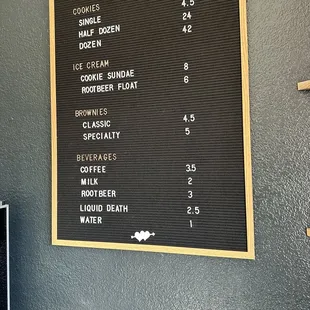 COOKIES
SINGLE 4.5
HALF DOZEN 24
DOZEN 42
ICE CREAM
COOKIE SUNDAE 8
ROOTBEER FLOAT 6
BROWNIES
CLASSIC 4.5
SPECIALTY 5
BEVERAGES
COFFEE 3.5
MILK 2
ROOTBEER 3
LIQUID DEATH 2.5
WATER 1